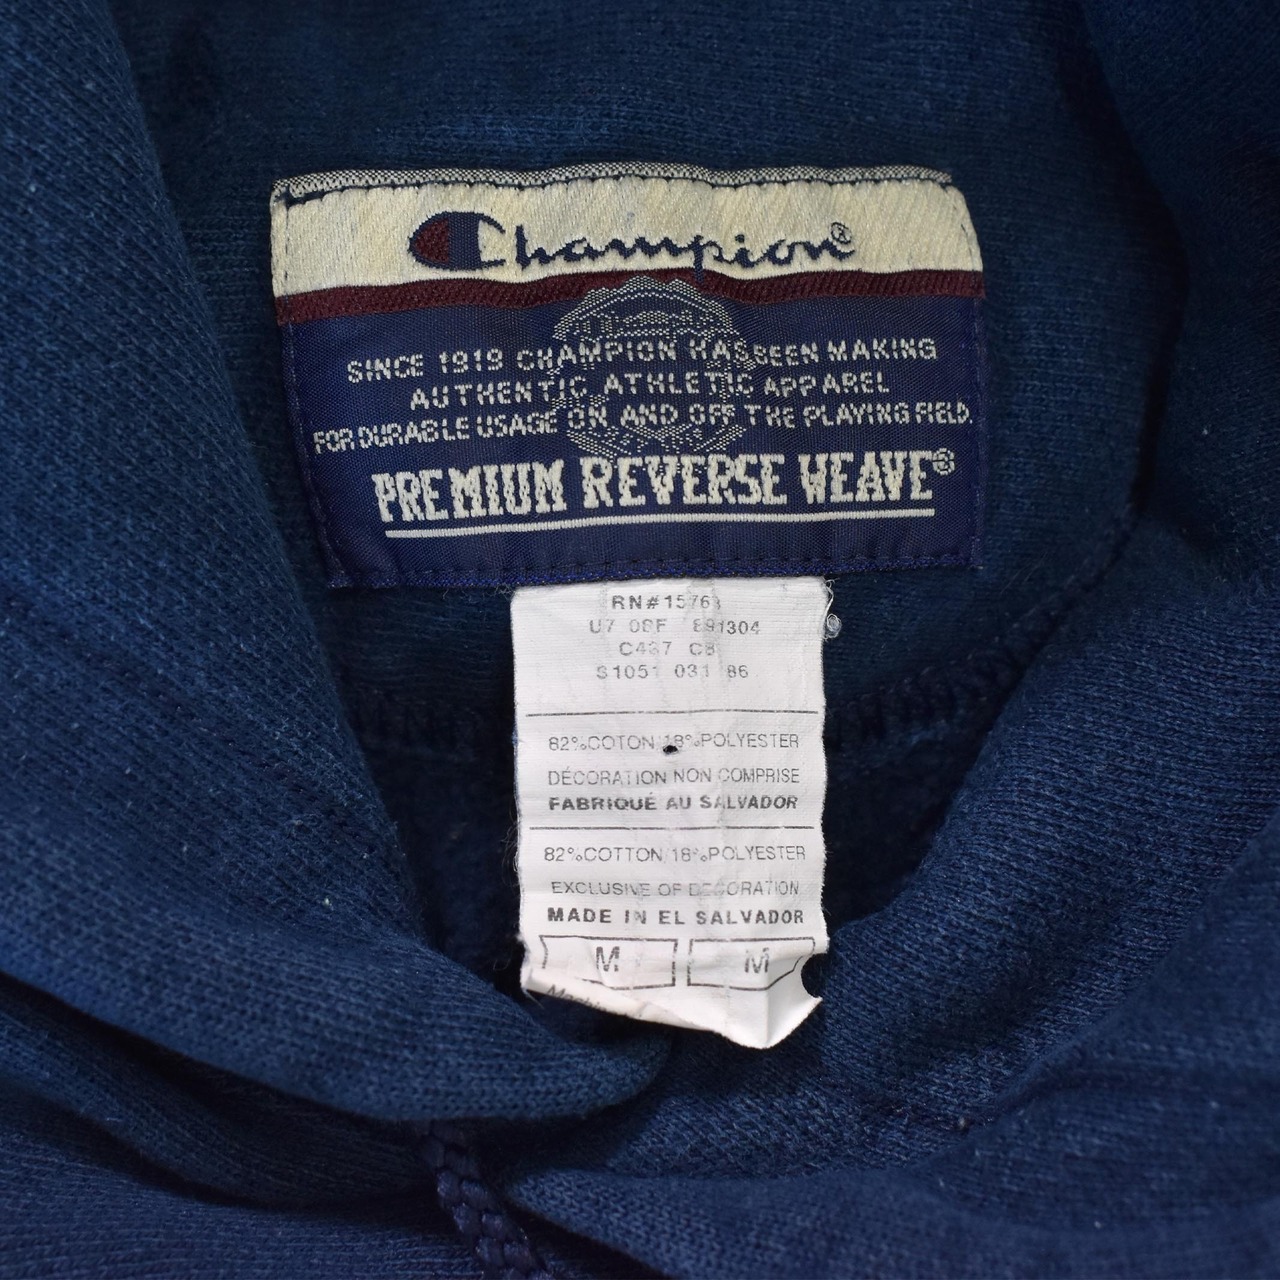 Champion®
SINCE 1919 CHAMPION HAS BEEN MAKING
AUTHENTIC ATHLETIC APPAREL
FOR DURABLE USAGE ON AND OFF THE PLAYING FIELD.
PREMIUM REVERSE WEAVE®
RN#15763
U7 08F 891304
C437 C8
S1051 031 86
82%COTON 18%POLYESTER
DÉCORATION NON COMPRISE
FABRIQUÉ AU SALVADOR
82%COTTON 18%POLYESTER
EXCLUSIVE OF DECORATION
MADE IN EL SALVADOR
M M